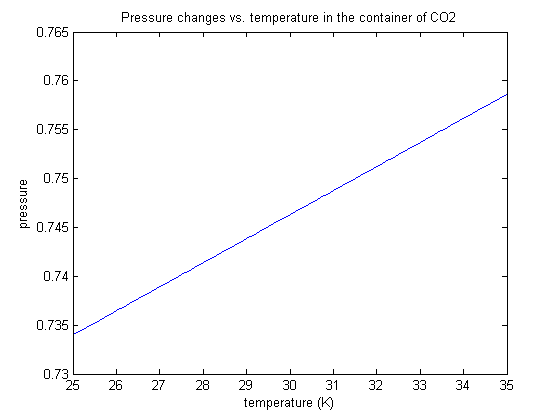 Pressure changes vs. temperature in the container of CO2
0.765
0.76
0.755
0.75
0.745
0.74
0.735
0.73
pressure
25 26 27 28 29 30 31 32 33 34 35
temperature (K)